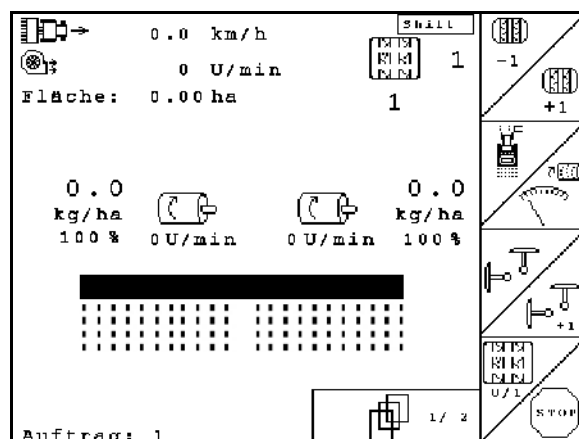 Shift
0.0 km/h
0 U/min
1
Fläche: 0.00 ha
1
-1
+1
0.0
0.0
kg/ha
kg/ha
100%
0U/min
0U/min
100%
+1
0/1
STOP
1/ 2
Auftrag: 1